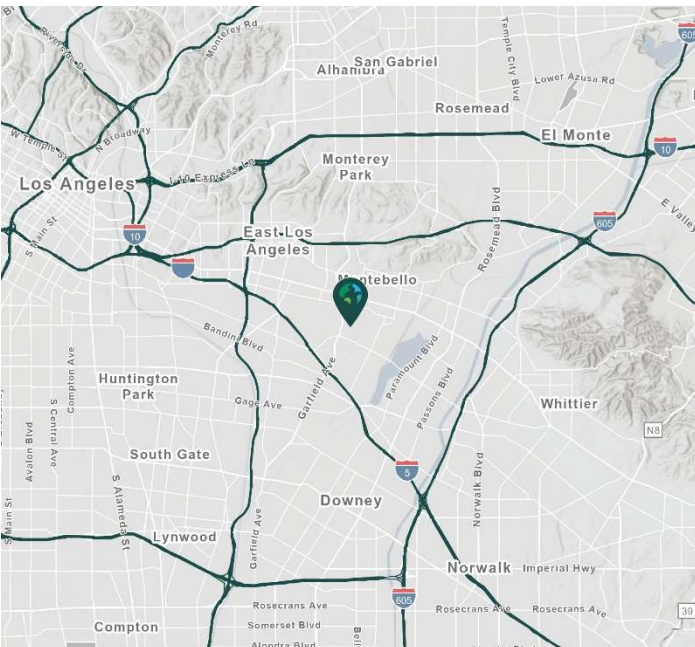 Riverside Dr
Monterey Rd
Temple City Blvd
605
San Gabriel
Alhambra
Lower Azusa Rd
Rosemead
El Monte
W Temple St
N Broadway
10
Monterey
Park
I-10 Express Ln
Los Angeles
Rosemead Blvd
E Valley
S Main St
10
East Los
Angeles
605
Montebello
Bandini Blvd
Garfield Ave
Paramount Blvd
Passons Blvd
Compton Ave
Huntington
Park
Whittier
Gage Ave
S Central Ave
Avalon Blvd
N8
South Gate
5
Norwalk Blvd
S Alameda St
Downey
S Main St
Lynwood
Garfield Ave
Norwalk
Imperial Hwy
605
Rosecrans Ave
Rosecrans Ave
Rosecrans Ave
39
Compton
Somerset Blvd
Alondra Blvd